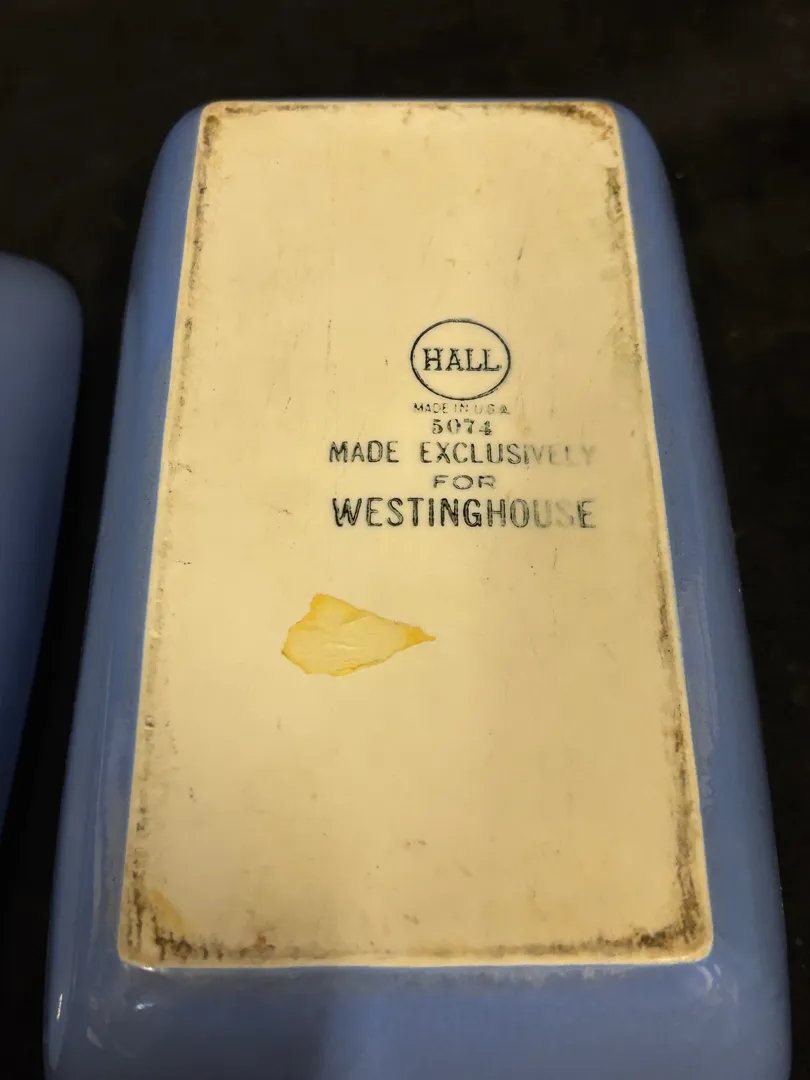 HALL
MADE IN U.S.A.
5074
MADE EXCLUSIVELY
FOR
WESTINGHOUSE